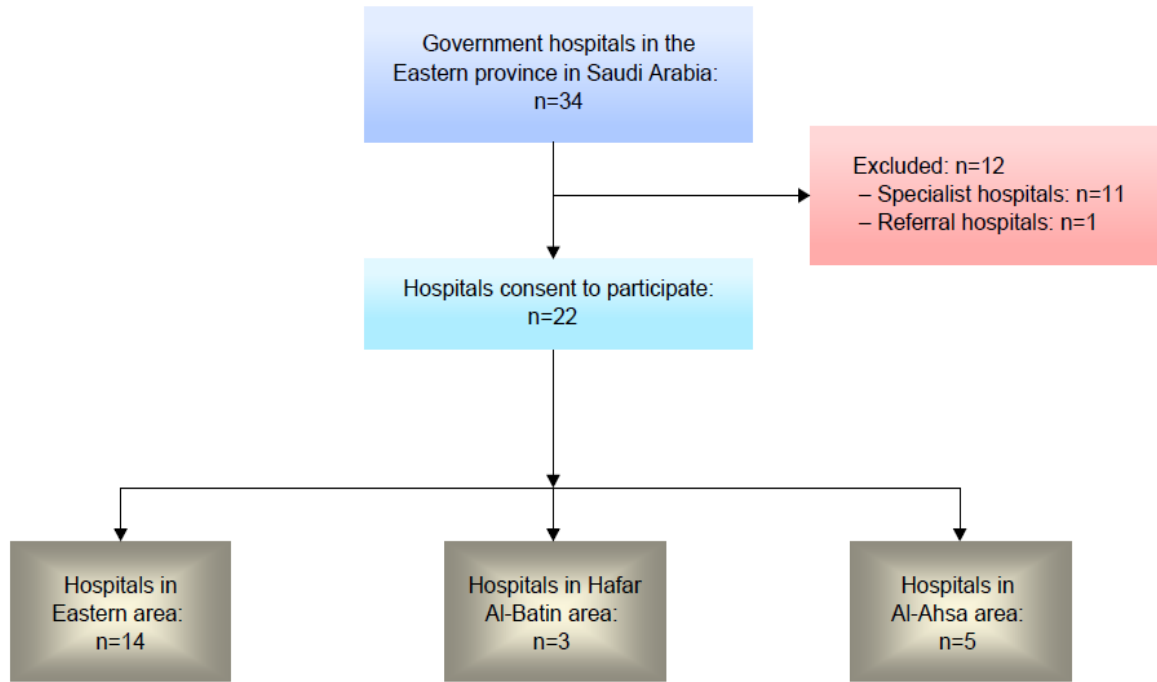 Government hospitals in the
Eastern province in Saudi Arabia:
n=34
Excluded: n=12
– Specialist hospitals: n=11
– Referral hospitals: n=1
Hospitals consent to participate:
n=22
Hospitals in
Eastern area:
n=14
Hospitals in Hafar
Al-Batin area:
n=3
Hospitals in
Al-Ahsa area:
n=5